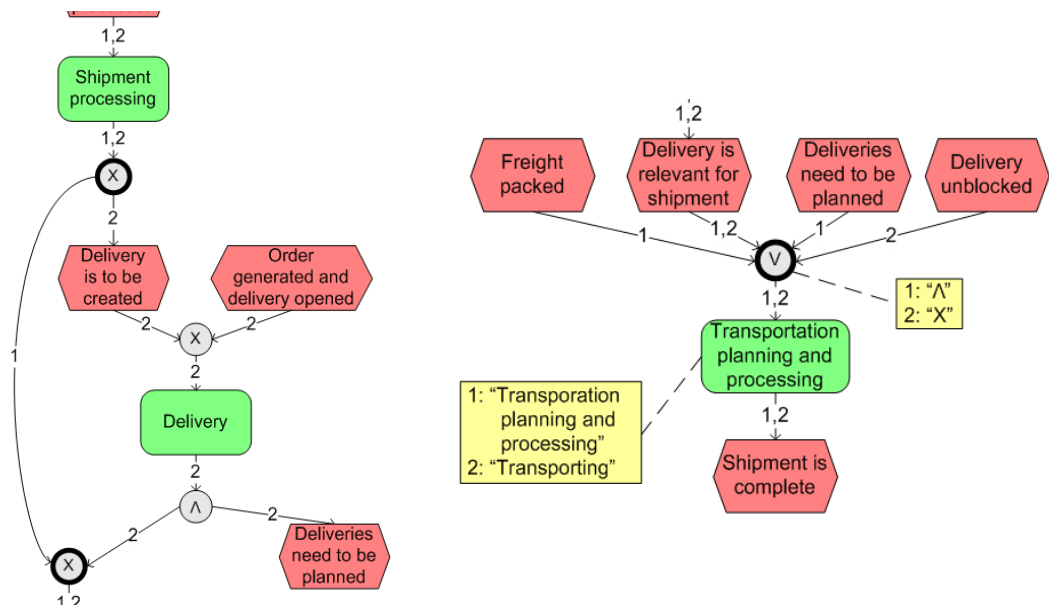 1,2
Shipment
processing
1,2
X
2
1
Delivery
is to be
created
Order
generated and
delivery opened
2
2
X
2
Delivery
2
Λ
2
2
Deliveries
need to be
planned
X
1,2
1,2
Freight
packed
Delivery is
relevant for
shipment
Deliveries
need to be
planned
Delivery
unblocked
1
1,2
1
2
V
1,2
1: “Λ”
2: “X”
Transportation
planning and
processing
1: “Transporation
planning and
processing”
2: “Transporting”
1,2
Shipment is
complete